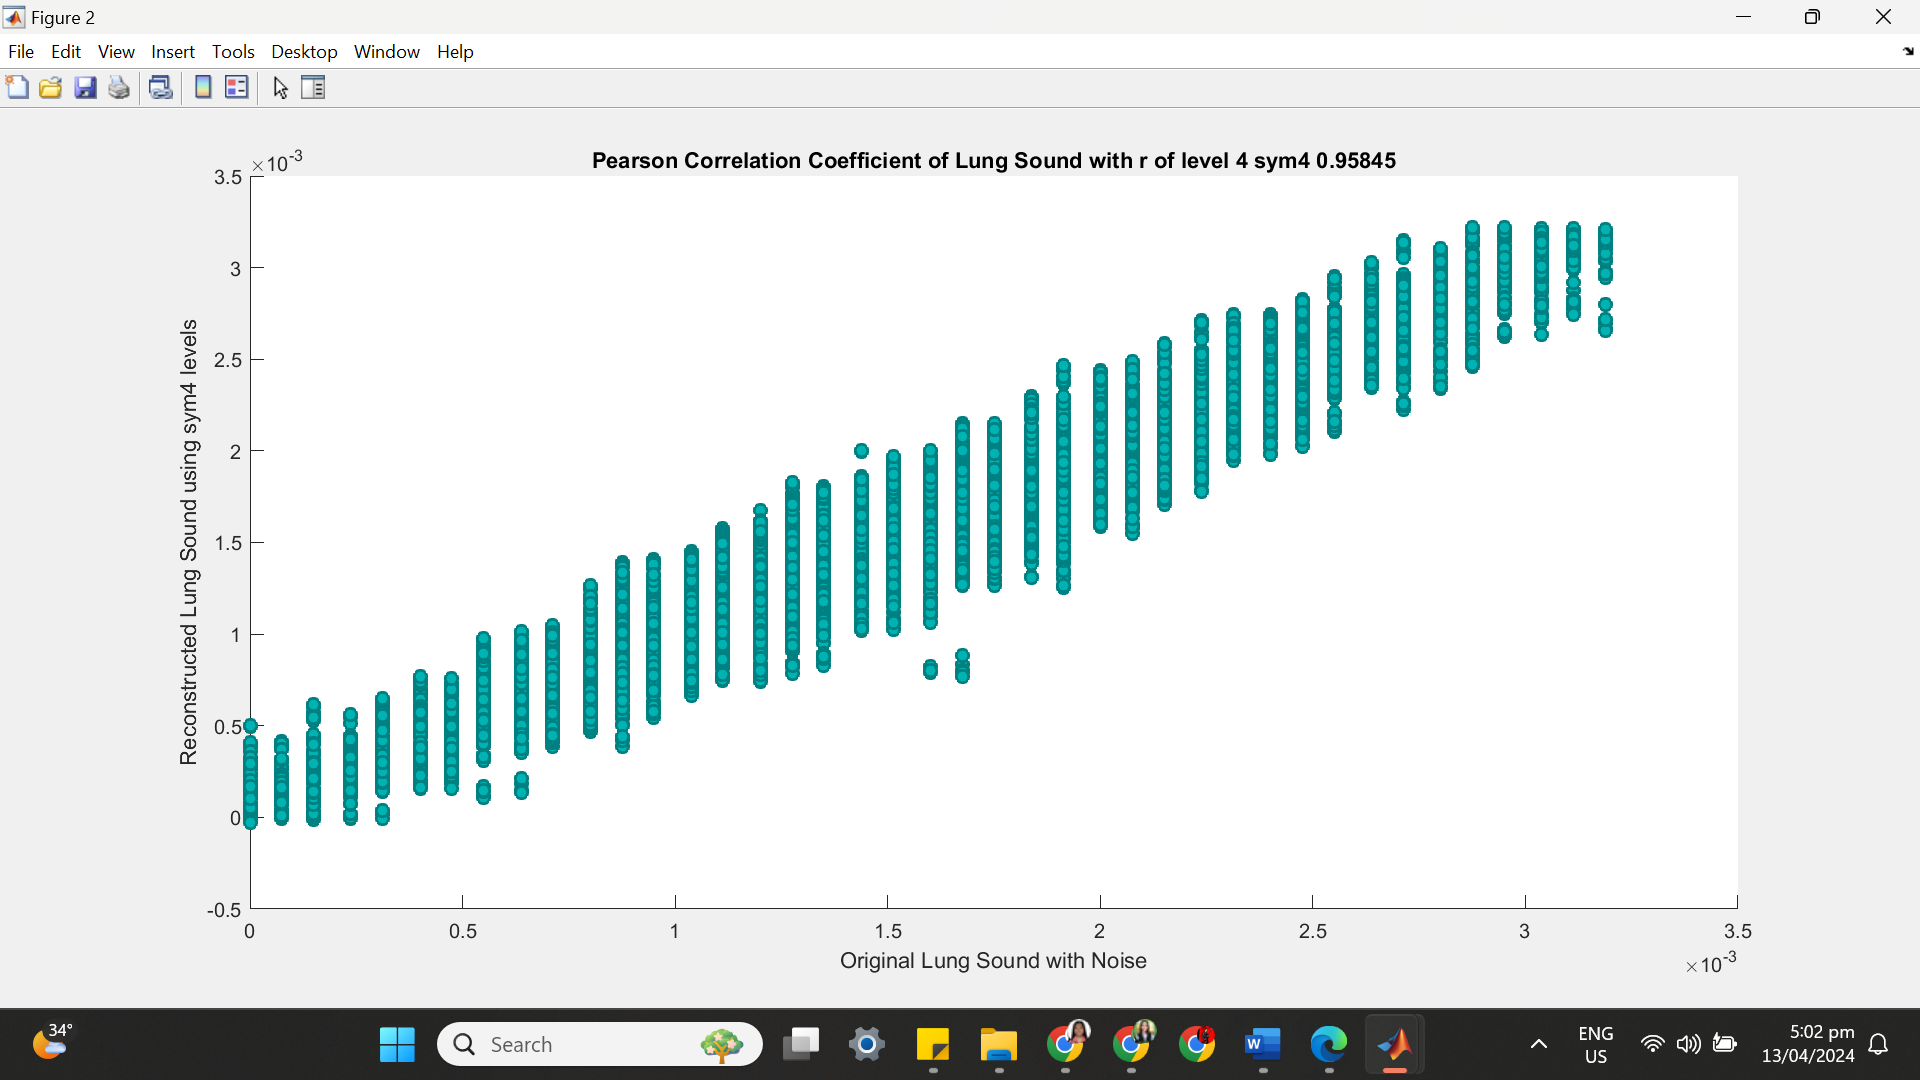 Figure 2
File Edit View Insert Tools Desktop Window Help
×10-3
Pearson Correlation Coefficient of Lung Sound with r of level 4 sym4 0.95845
3.5
3
2.5
2
1.5
1
0.5
0
-0.5
Reconstructed Lung Sound using sym4 levels
0 0.5 1 1.5 2 2.5 3 3.5
Original Lung Sound with Noise
×10-3
34°
Search
W
ENG
US
5:02 pm
13/04/2024